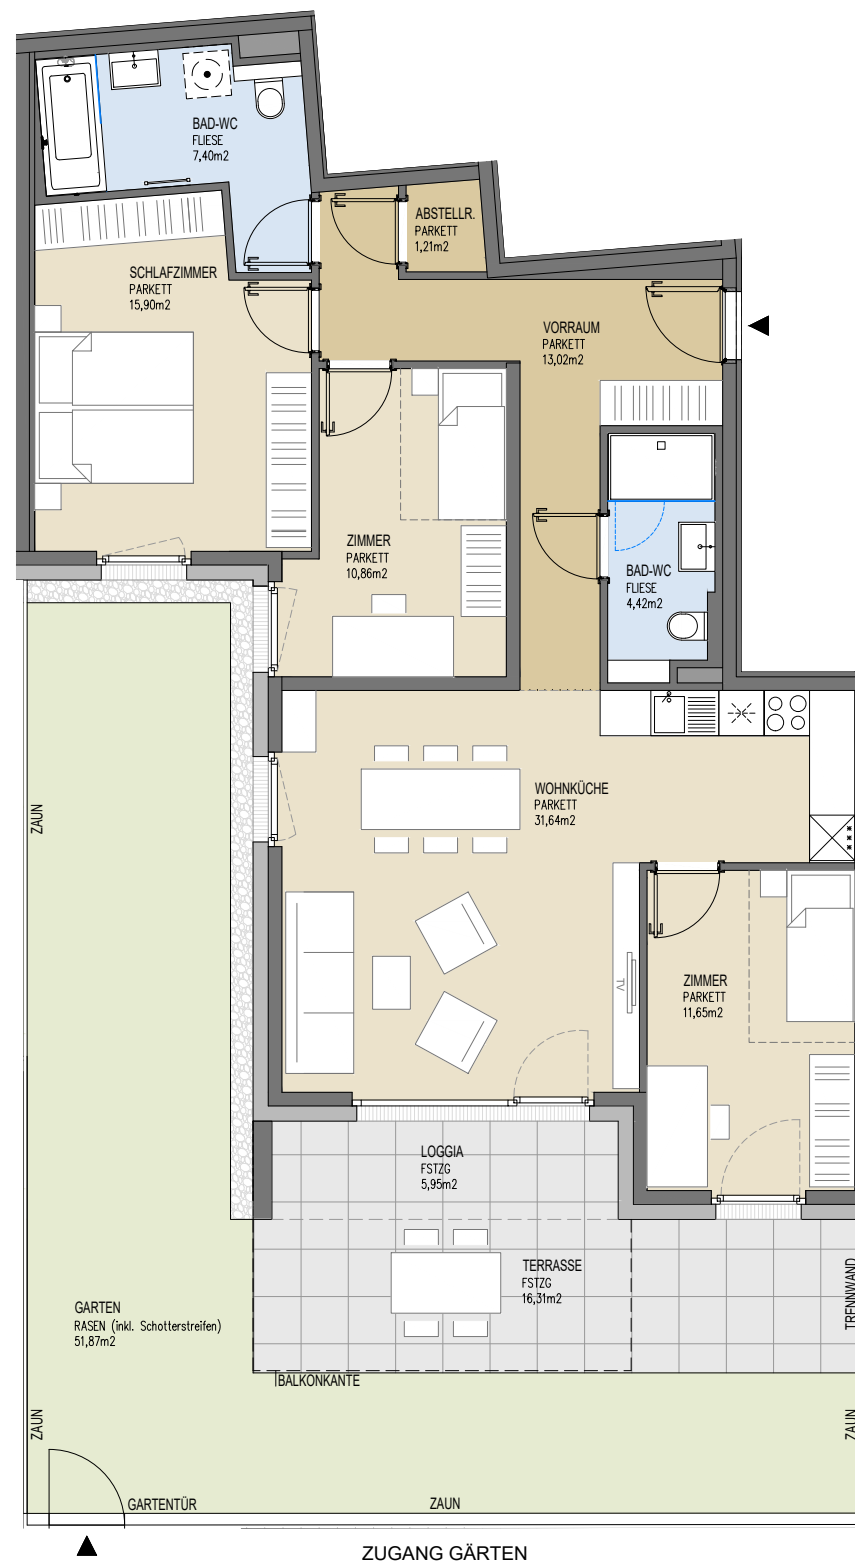 BAD-WC
FLIESE
7,40m2
ABSTELLR.
PARKETT
1,21m2
SCHLAFZIMMER
PARKETT
15,90m2
VORRAUM
PARKETT
13,02m2
ZIMMER
PARKETT
10,86m2
BAD-WC
FLIESE
4,42m2
WOHNKÜCHE
PARKETT
31,64m2
ZAUN
TV
ZIMMER
PARKETT
11,65m2
LOGGIA
FSTZG
5,95m2
TERRASSE
FSTZG
16,31m2
TRENNWAND
GARTEN
RASEN (inkl. Schotterstreifen)
51,87m2
BALKONKANTE
ZAUN
ZAUN
GARTENTÜR
ZAUN
ZUGANG GÄRTEN